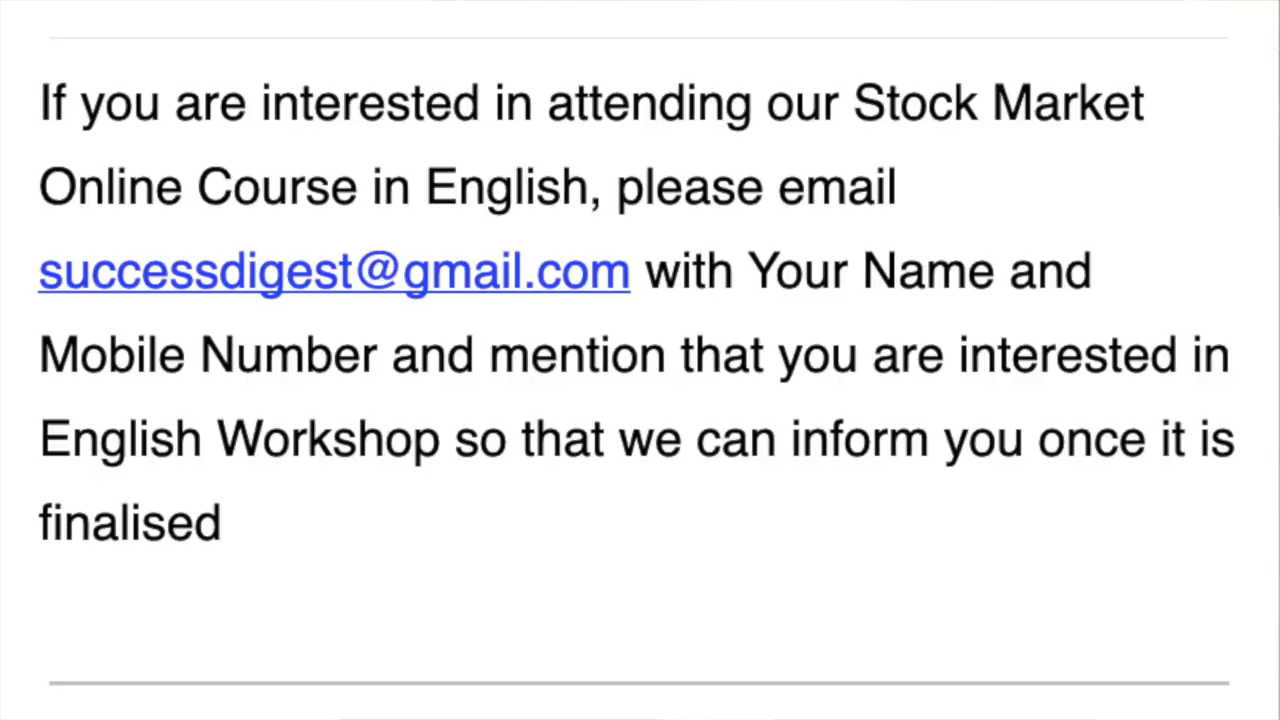 If you are interested in attending our Stock Market
Online Course in English, please email
successdigest@gmail.com with Your Name and
Mobile Number and mention that you are interested in
English Workshop so that we can inform you once it is
finalised